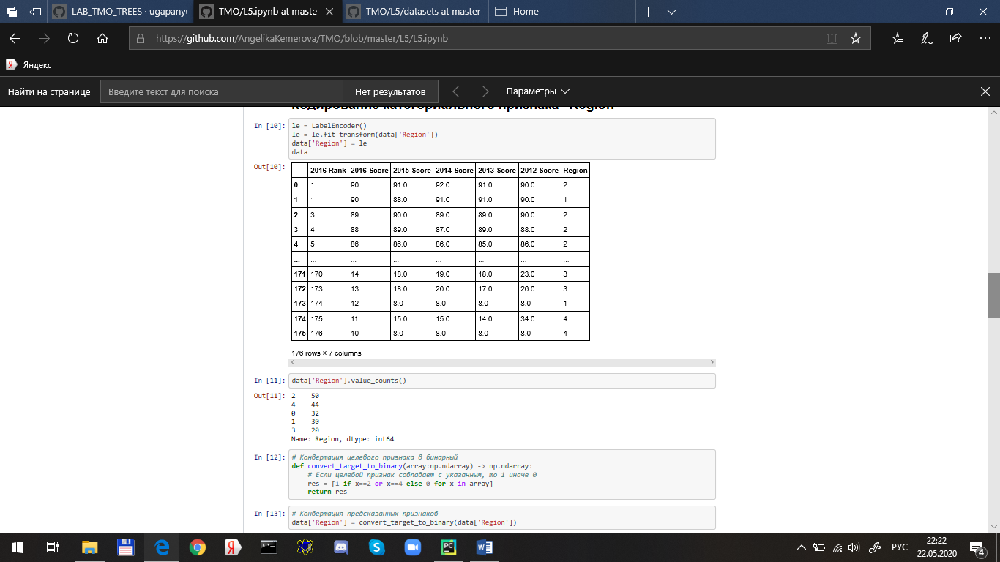 LAB_TMO_TREES · ugapanyu
TMO/L5.ipynb at maste
TMO/L5/datasets at master
Home
https://github.com/AngelikaKemerova/TMO/blob/master/L5/L5.ipynb
Я Яндекс
Найти на странице
Введите текст для поиска
Нет результатов
Параметры
Кодирование категориального признака - Region
In [10]:
le = LabelEncoder()
le = le.fit_transform(data['Region'])
data['Region'] = le
data
Out[10]:
2016 Rank 2016 Score 2015 Score 2014 Score 2013 Score 2012 Score Region
0 1 90 91.0 92.0 91.0 90.0 2
1 1 90 88.0 91.0 91.0 90.0 1
2 3 89 90.0 89.0 89.0 90.0 2
3 4 88 89.0 87.0 89.0 88.0 2
4 5 86 86.0 86.0 85.0 86.0 2
... ... ... ... ... ... ... ...
171 170 14 18.0 19.0 18.0 23.0 3
172 173 13 18.0 20.0 17.0 26.0 3
173 174 12 8.0 8.0 8.0 8.0 1
174 175 11 15.0 15.0 14.0 34.0 4
175 176 10 8.0 8.0 8.0 8.0 4
176 rows × 7 columns
In [11]: data['Region'].value_counts()
Out[11]: 2 50
4 44
0 32
1 30
3 20
Name: Region, dtype: int64
In [12]: # Конвертация целевого признака в бинарный
def convert_target_to_binary(array:np.ndarray) -> np.ndarray:
# Если целевой признак совпадает с указанным, то 1 иначе 0
res = [1 if x==2 or x==4 else 0 for x in array]
return res
In [13]: # Конвертация предсказанных признаков
data['Region'] = convert_target_to_binary(data['Region'])
РУС
22:22
22.05.2020
4